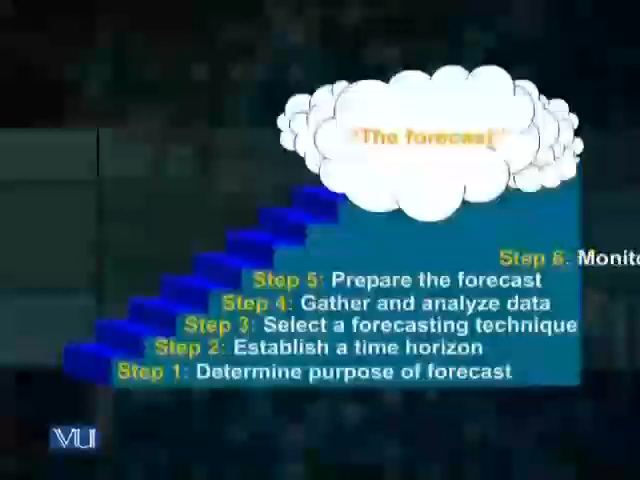 "The forecast"
Step 6: Monito
Step 5: Prepare the forecast
Step 4: Gather and analyze data
Step 3: Select a forecasting technique
Step 2: Establish a time horizon
Step 1: Determine purpose of forecast
VU